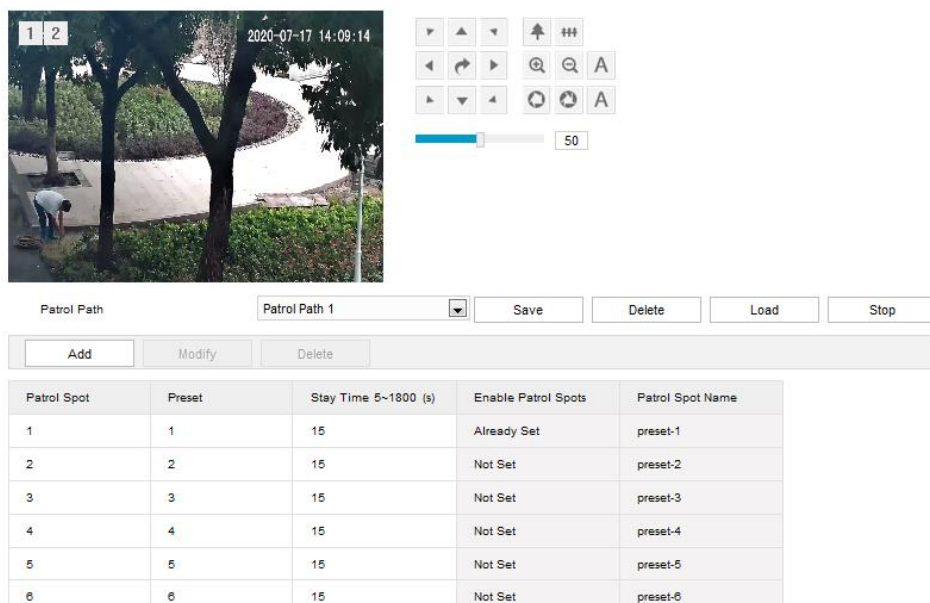 1 2
2020-07-17 14:09:14
A
A
50
Patrol Path
Patrol Path 1
Save
Delete
Load
Stop
Add
Modify
Delete
Patrol Spot Preset Stay Time 5~1800 (s) Enable Patrol Spots Patrol Spot Name
1 1 15 Already Set preset-1
2 2 15 Not Set preset-2
3 3 15 Not Set preset-3
4 4 15 Not Set preset-4
5 5 15 Not Set preset-5
6 6 15 Not Set preset-6